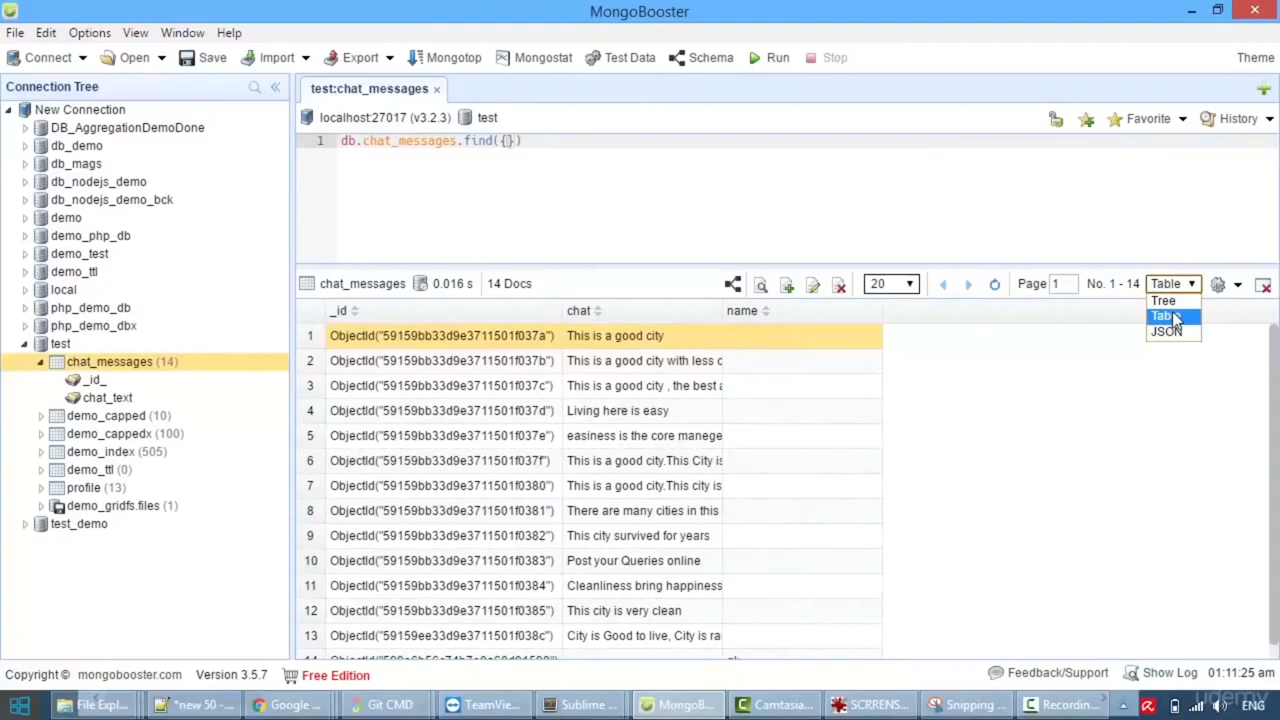 MongoBooster
File Edit Options View Window Help
Connect Open Save Import Export Mongotop Mongostat Test Data Schema Run Stop Theme
Connection Tree
New Connection
DB_AggregationDemoDone
db_demo
db_mags
db_nodejs_demo
db_nodejs_demo_bck
demo
demo_php_db
demo_test
demo_ttl
local
php_demo_db
php_demo_dbx
test
chat_messages (14)
_id_
chat_text
demo_capped (10)
demo_cappedx (100)
demo_index (505)
demo_ttl (0)
profile (13)
demo_gridfs.files (1)
test_demo
test:chat_messages ×
localhost:27017 (v3.2.3) test
Favorite History
1 db.chat_messages.find({})
chat_messages 0.016 s 14 Docs 20 Page 1 No. 1 - 14 Table
Tree
JSON
_id chat name
1 ObjectId("59159bb33d9e3711501f037a") This is a good city
2 ObjectId("59159bb33d9e3711501f037b") This is a good city with less c
3 ObjectId("59159bb33d9e3711501f037c") This is a good city , the best a
4 ObjectId("59159bb33d9e3711501f037d") Living here is easy
5 ObjectId("59159bb33d9e3711501f037e") easiness is the core manege
6 ObjectId("59159bb33d9e3711501f037f") This is a good city.This City is
7 ObjectId("59159bb33d9e3711501f0380") This is a good city.This city is
8 ObjectId("59159bb33d9e3711501f0381") There are many cities in this
9 ObjectId("59159bb33d9e3711501f0382") This city survived for years
10 ObjectId("59159bb33d9e3711501f0383") Post your Queries online
11 ObjectId("59159bb33d9e3711501f0384") Cleanliness bring happiness
12 ObjectId("59159bb33d9e3711501f0385") This city is very clean
13 ObjectId("59159ee33d9e3711501f038c") City is Good to live, City is ra
Copyright © mongobooster.com Version 3.5.7 Free Edition Feedback/Support Show Log 01:11:25 am
File Expl... "new 50 -... Google ... Git CMD TeamVie... Sublime ... MongoB... Camtasia... SCRRENS... Snipping ... Recordin... ENG
udemy